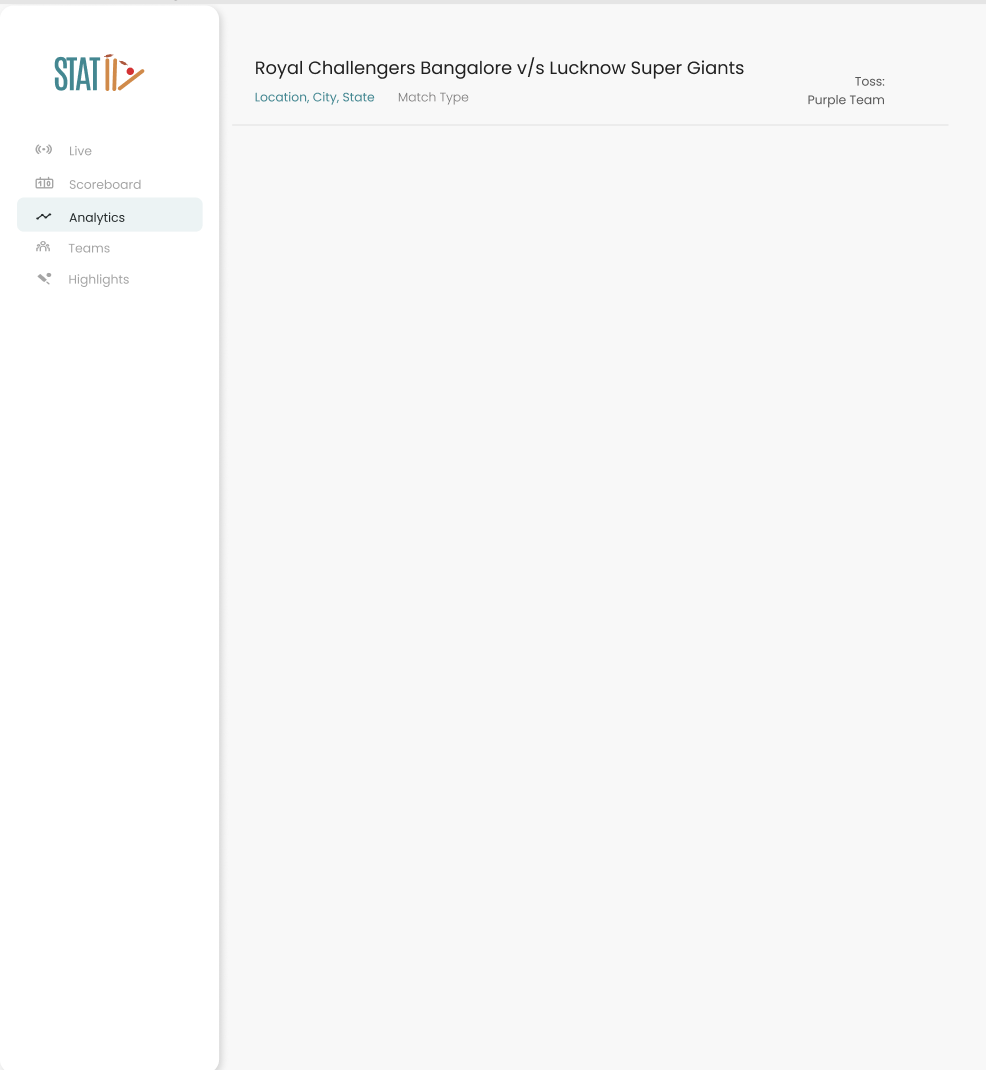 STAT
Live
Scoreboard
Analytics
Teams
Highlights
Royal Challengers Bangalore v/s Lucknow Super Giants
Location, City, State Match Type
Toss:
Purple Team